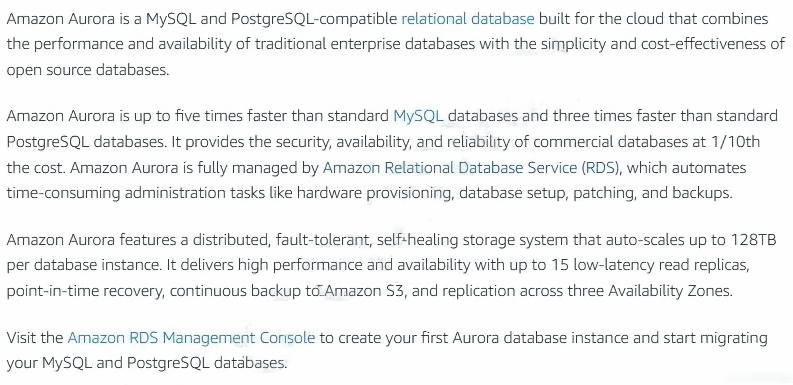 Amazon Aurora is a MySQL and PostgreSQL-compatible relational database built for the cloud that combines
the performance and availability of traditional enterprise databases with the simplicity and cost-effectiveness of
open source databases.
Amazon Aurora is up to five times faster than standard MySQL databases and three times faster than standard
PostgreSQL databases. It provides the security, availability, and reliability of commercial databases at 1/10th
the cost. Amazon Aurora is fully managed by Amazon Relational Database Service (RDS), which automates
time-consuming administration tasks like hardware provisioning, database setup, patching, and backups.
Amazon Aurora features a distributed, fault-tolerant, self-healing storage system that auto-scales up to 128TB
per database instance. It delivers high performance and availability with up to 15 low-latency read replicas,
point-in-time recovery, continuous backup to Amazon S3, and replication across three Availability Zones.
Visit the Amazon RDS Management Console to create your first Aurora database instance and start migrating
your MySQL and PostgreSQL databases.